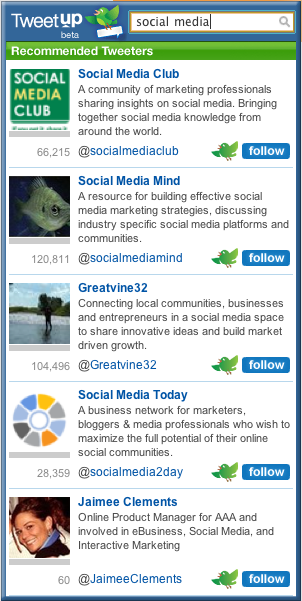 TweetUp
beta
social media
Recommended Tweeters
SOCIAL
MEDIA
CLUB
Social Media Club
A community of marketing professionals
sharing insights on social media. Bringing
together social media knowledge from
around the world.
66,215 @socialmediaclub follow
Social Media Mind
A resource for building effective social
media marketing strategies, discussing
industry specific social media platforms and
communities.
120,811 @socialmediamind follow
Greatvine32
Connecting local communities, businesses
and entrepreneurs in a social media space
to share innovative ideas and build market
driven growth.
104,496 @Greatvine32 follow
Social Media Today
A business network for marketers,
bloggers & media professionals who wish to
maximize the full potential of their online
social communities.
28,359 @socialmedia2day follow
Jaimee Clements
Online Product Manager for AAA and
involved in eBusiness, Social Media, and
Interactive Marketing
60 @JaimeeClements follow